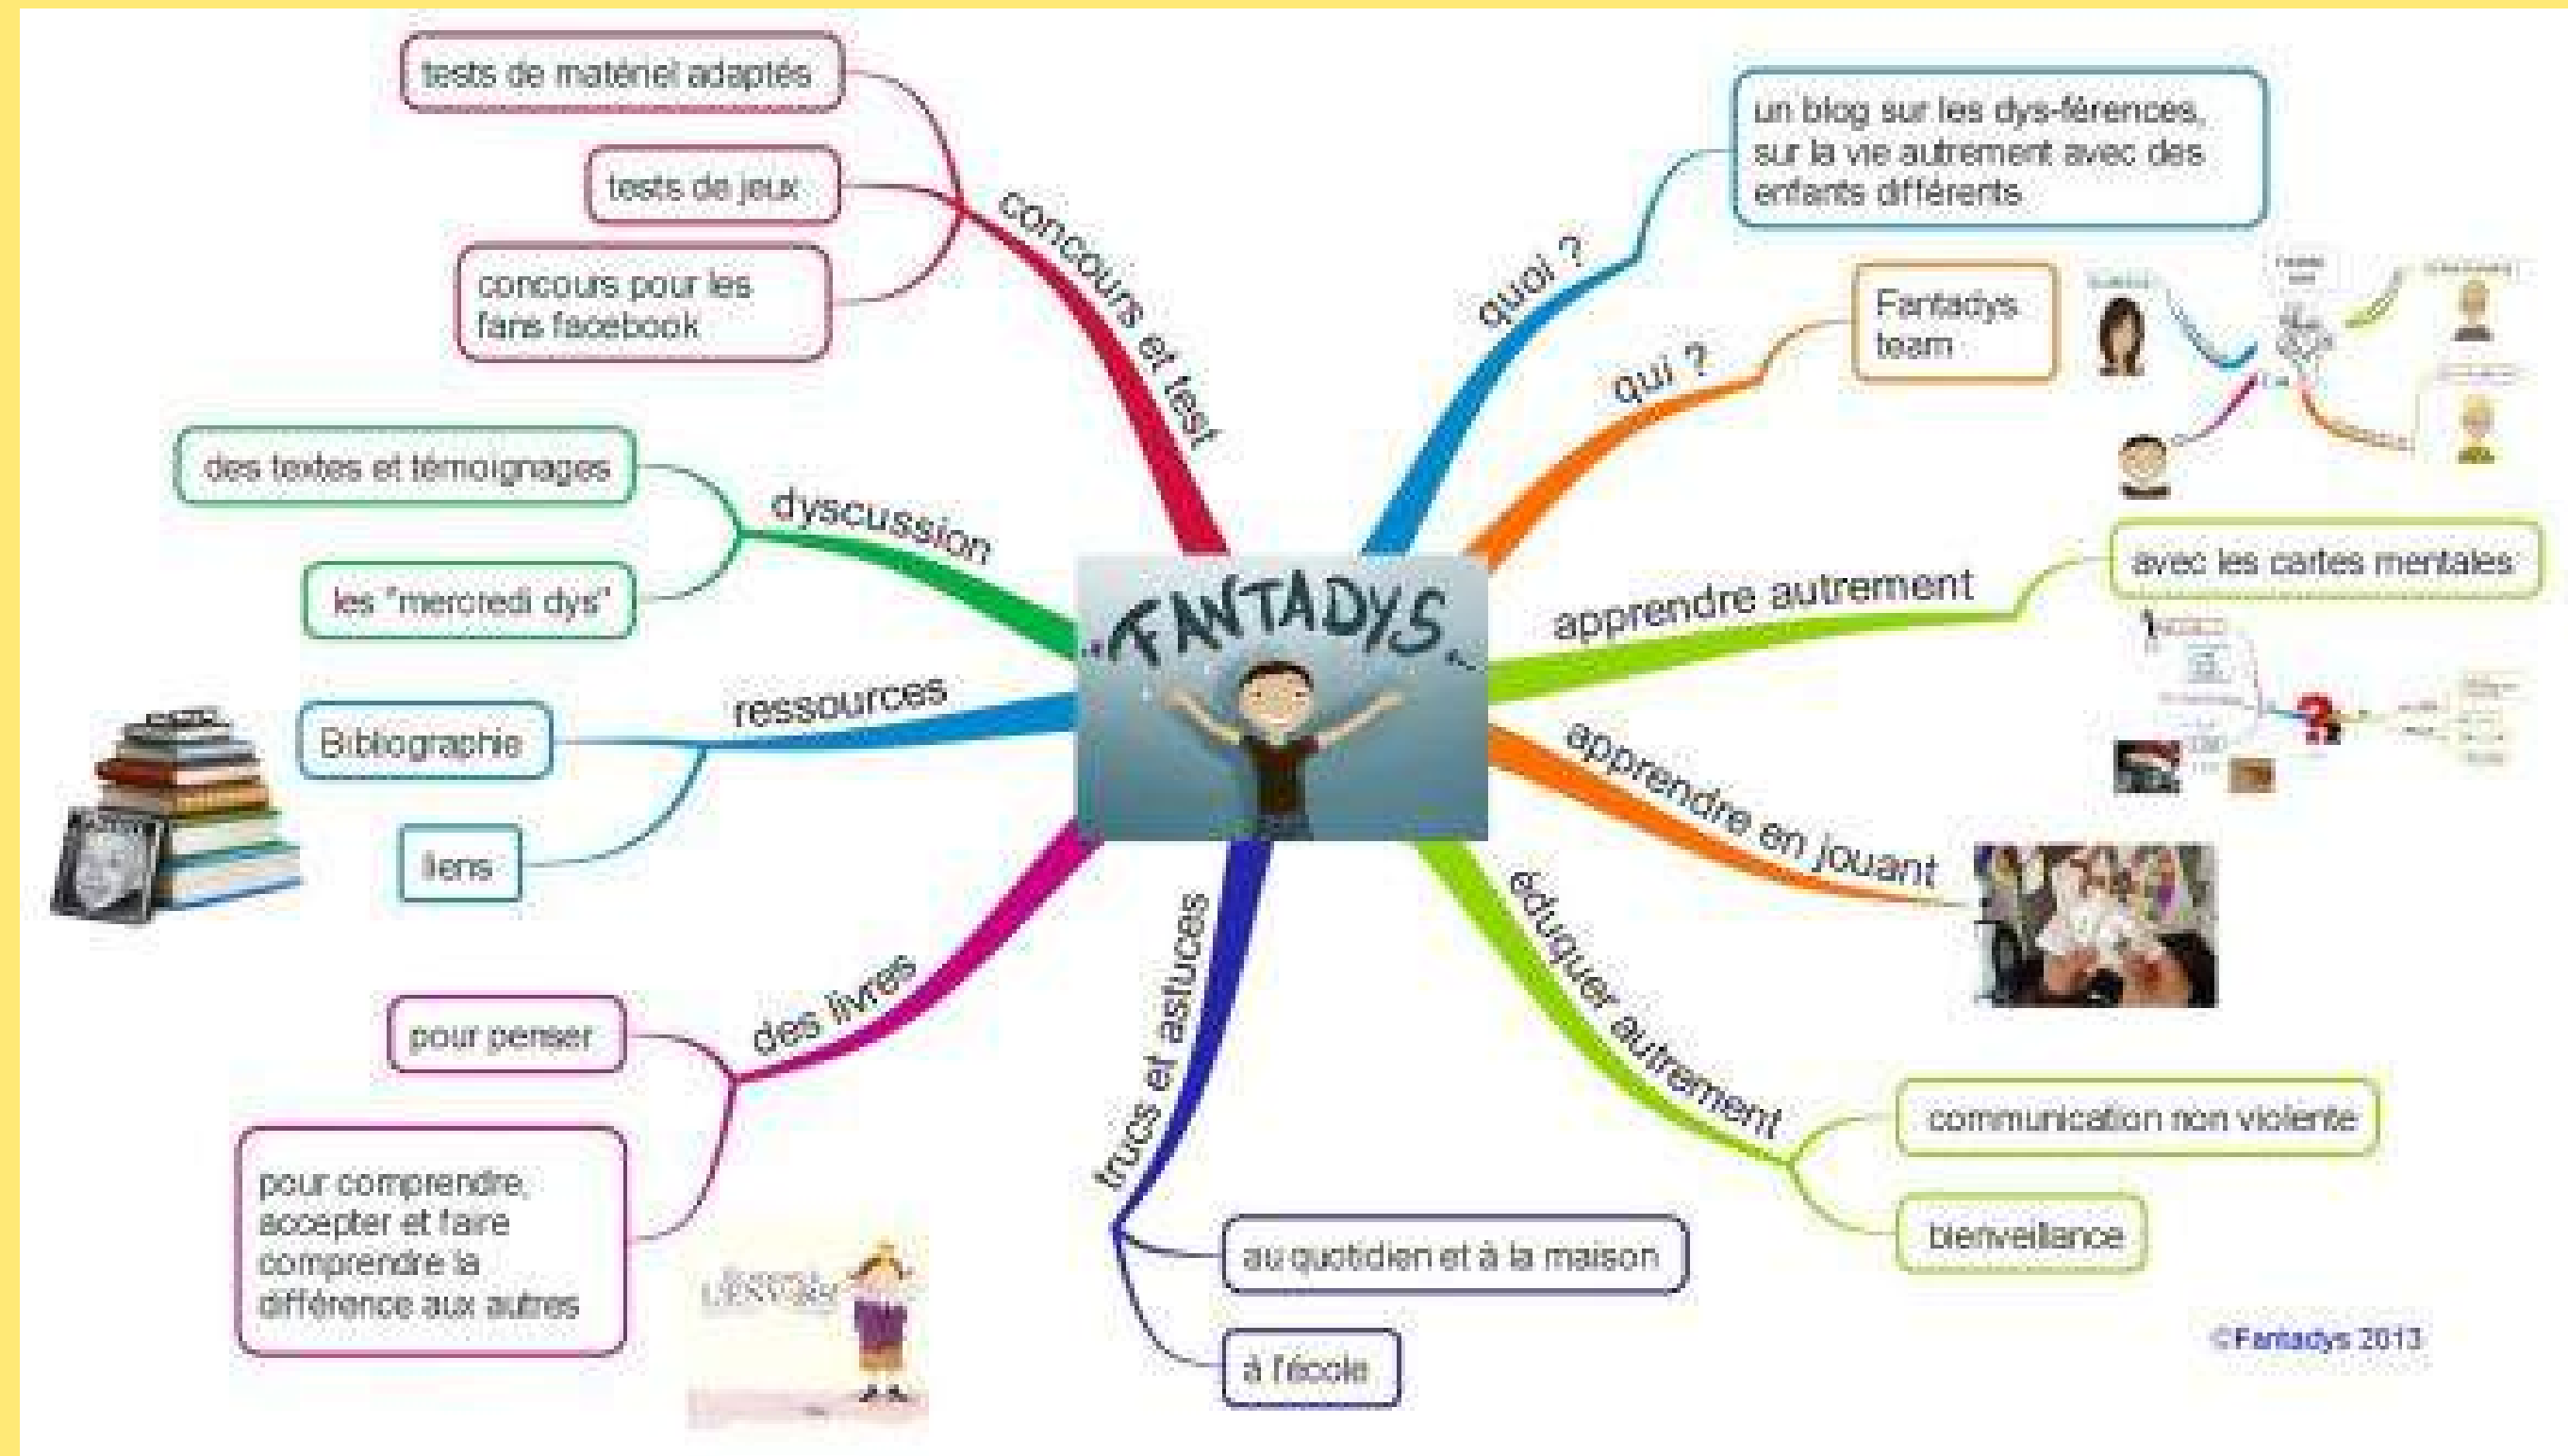 FANTADYS
quoi ?
un blog sur les dys-férences,
sur la vie autrement avec des
enfants différents
qui ?
Fantadys
team
apprendre autrement
avec les cartes mentales
apprendre en jouant
éduquer autrement
communication non violente
bienveillance
trucs et astuces
au quotidien et à la maison
à l'école
des livres
pour penser
pour comprendre,
accepter et faire
comprendre la
différence aux autres
ressources
Bibliographie
liens
dyscussion
des textes et témoignages
les "mercredi dys"
concours et test
tests de matériel adaptés
tests de jeux
concours pour les
fans facebook
©Fantadys 2013